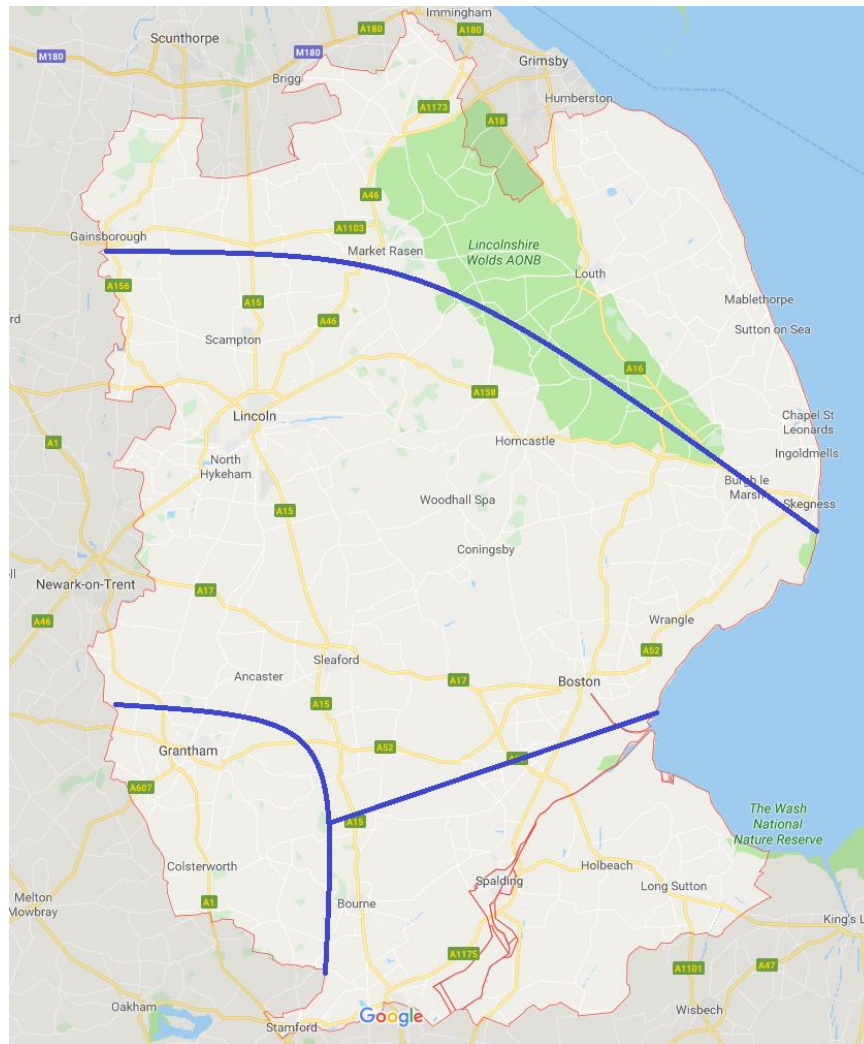 Immingham
A180
A180
Scunthorpe
M180
M180
Grimsby
Brigg
Humberston
A1173
A18
A46
A1103
Gainsborough
Market Rasen
Lincolnshire
Wolds AONB
Louth
A156
A15
A46
Mablethorpe
Sutton on Sea
ord
Scampton
A16
A158
Lincoln
Chapel St
Leonards
A1
Horncastle
Ingoldmells
North
Hykeham
Burgh le
Marsh
Woodhall Spa
Skegness
A15
Coningsby
Newark-on-Trent
A17
A46
Wrangle
A52
Sleaford
Ancaster
A17
Boston
A15
Grantham
A52
A607
The Wash
National
Nature Reserve
A15
Colsterworth
Holbeach
Spalding
Long Sutton
Melton
Mowbray
A1
Bourne
King's L
A1175
A1101
A47
Oakham
Google
Wisbech
Stamford